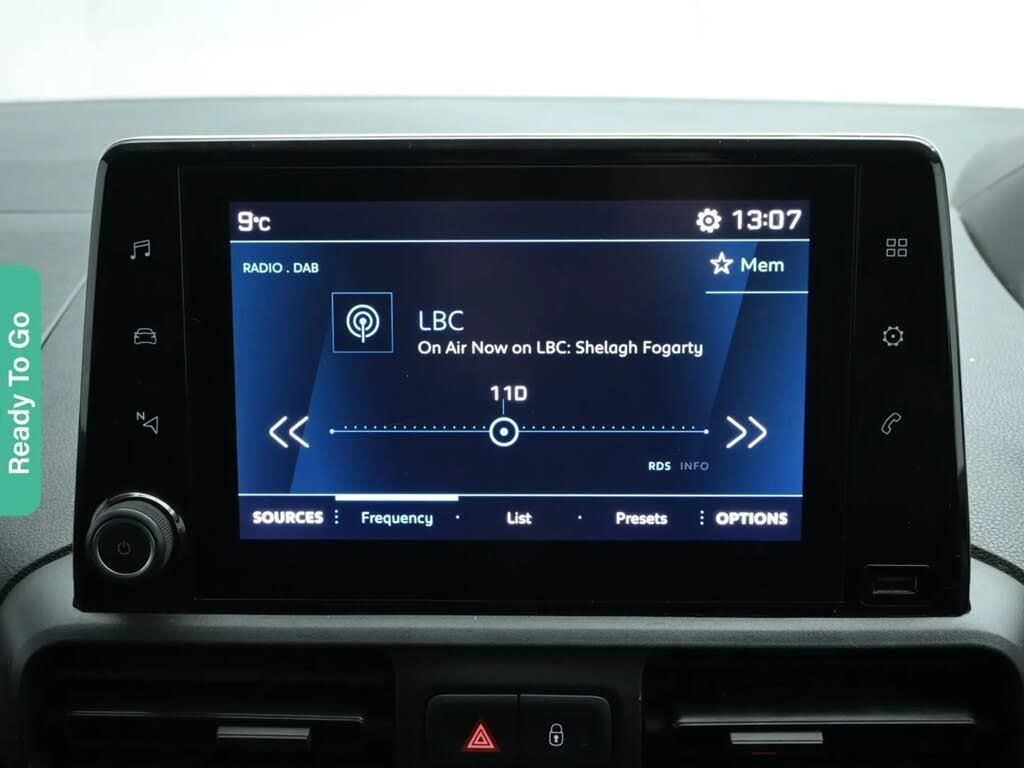 9°C
13:07
RADIO . DAB
Mem
LBC
On Air Now on LBC: Shelagh Fogarty
11D
RDS INFO
SOURCES Frequency List Presets OPTIONS
N
Ready To Go